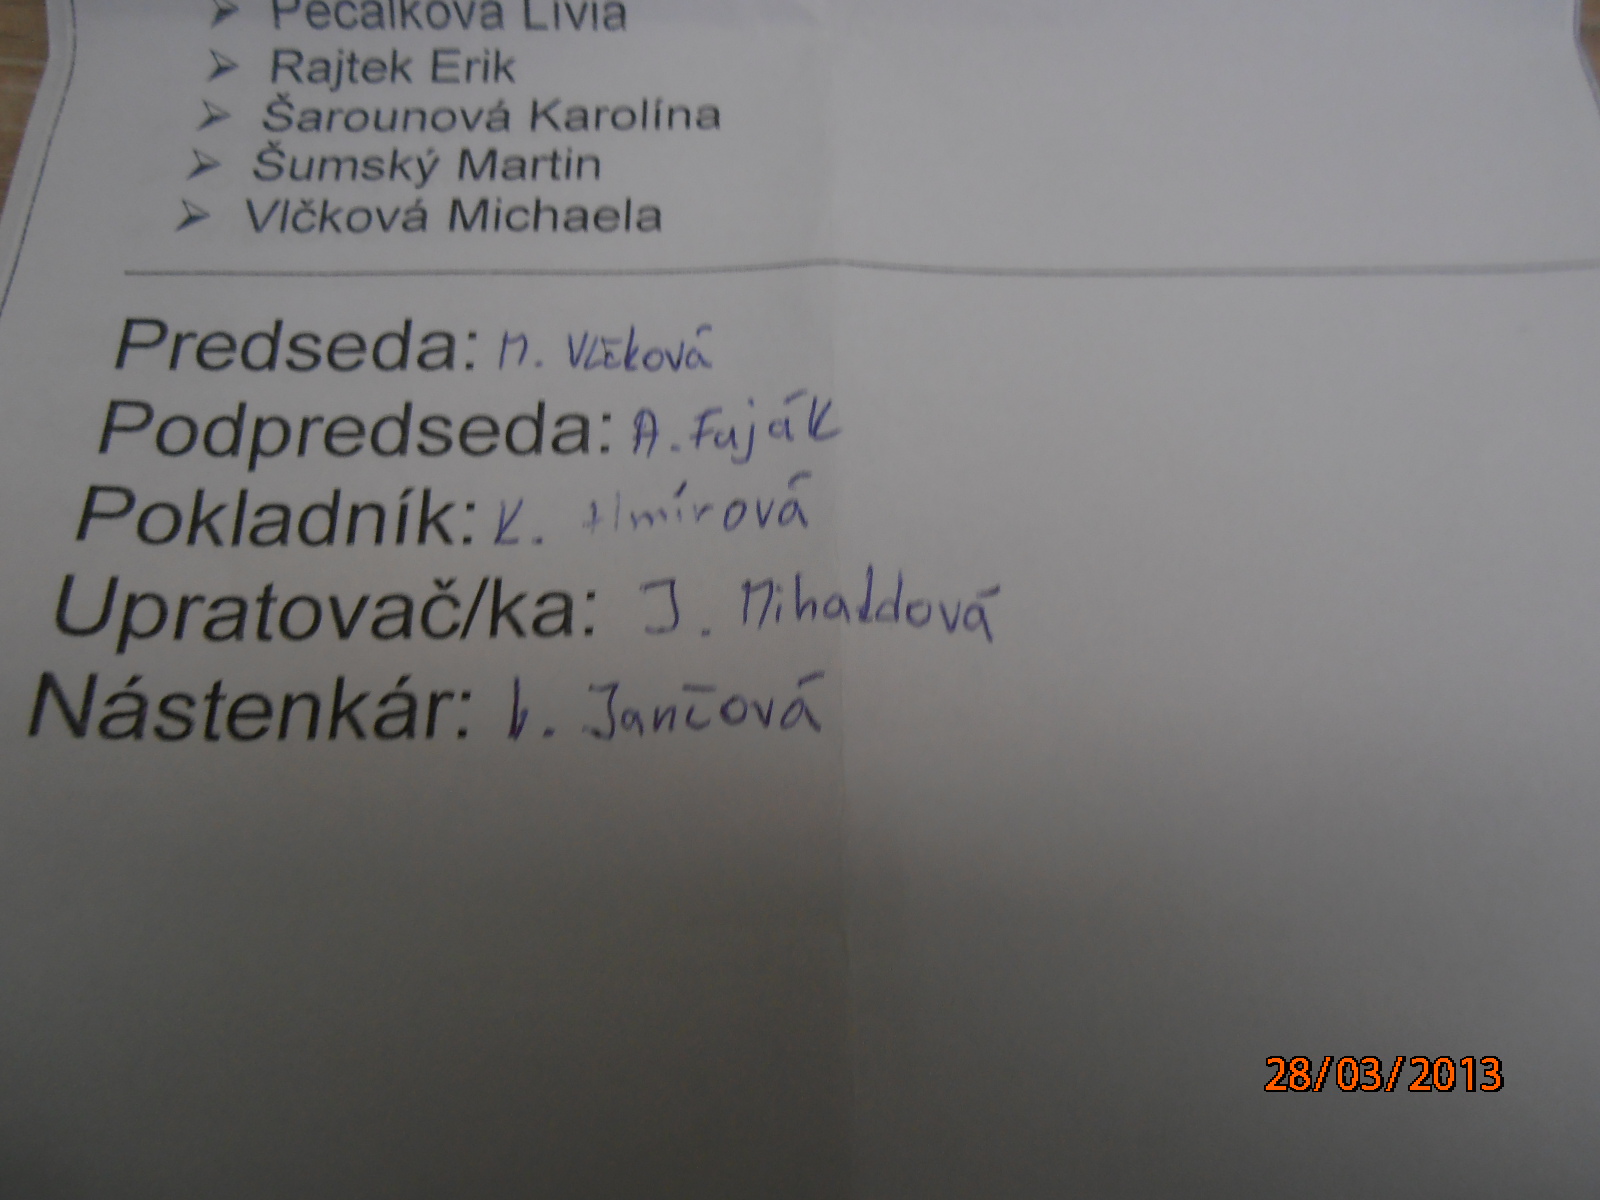 ➢ Pecálková Lívia
➢ Rajtek Erik
➢ Šarounová Karolína
➢ Šumský Martin
➢ Vlčková Michaela
Predseda: M. Vlčková
Podpredseda: A. Fuják
Pokladník: K.
Upratovač/ka: J. Mihaldová
Nástenkár: Jančová
28/03/2013